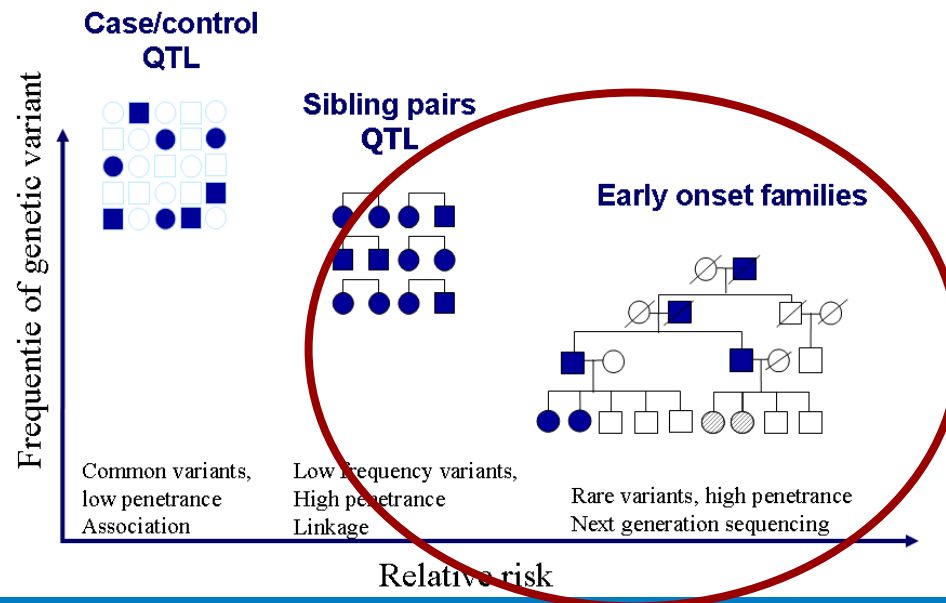 Case/control
QTL
Sibling pairs
QTL
Early onset families
Frequentie of genetic variant
Common variants,
low penetrance
Association
Low frequency variants,
High penetrance
Linkage
Rare variants, high penetrance
Next generation sequencing
Relative risk